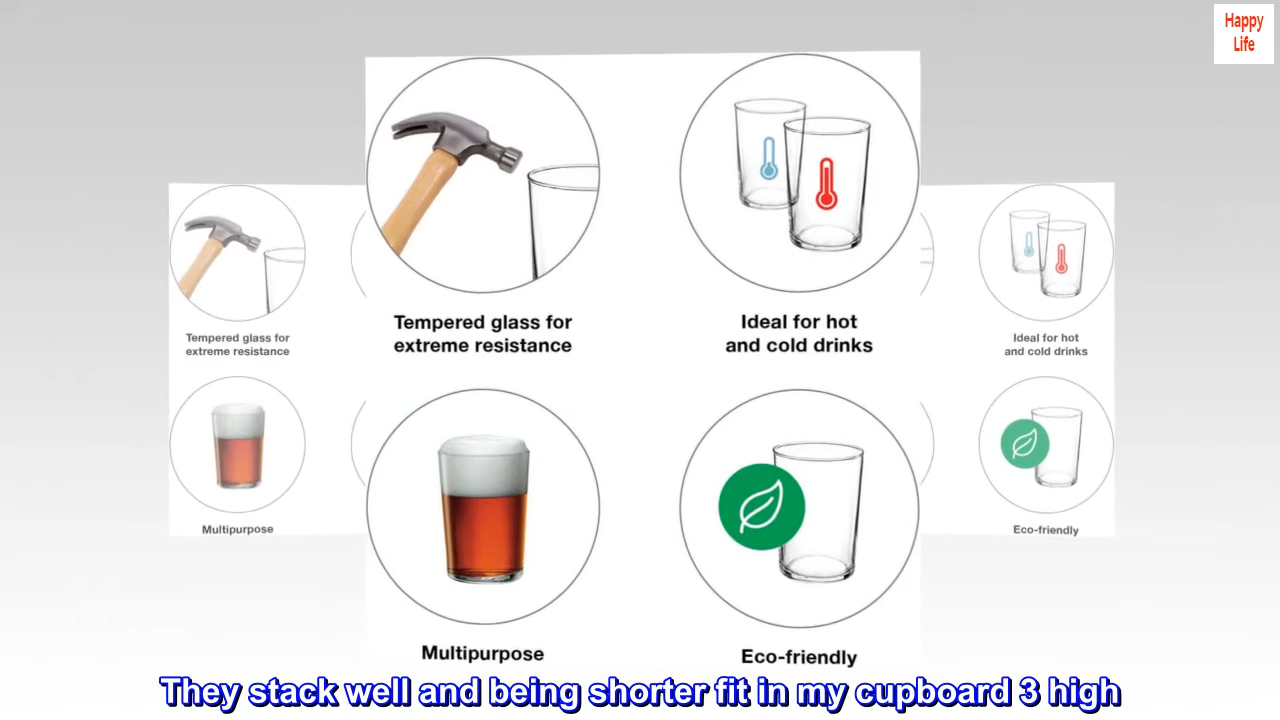 Happy
Life
Tempered glass for
extreme resistance
Ideal for hot
and cold drinks
Tempered glass for
extreme resistance
Ideal for hot
and cold drinks
Multipurpose
Eco-friendly
Multipurpose
Eco-friendly
They stack well and being shorter fit in my cupboard 3 high